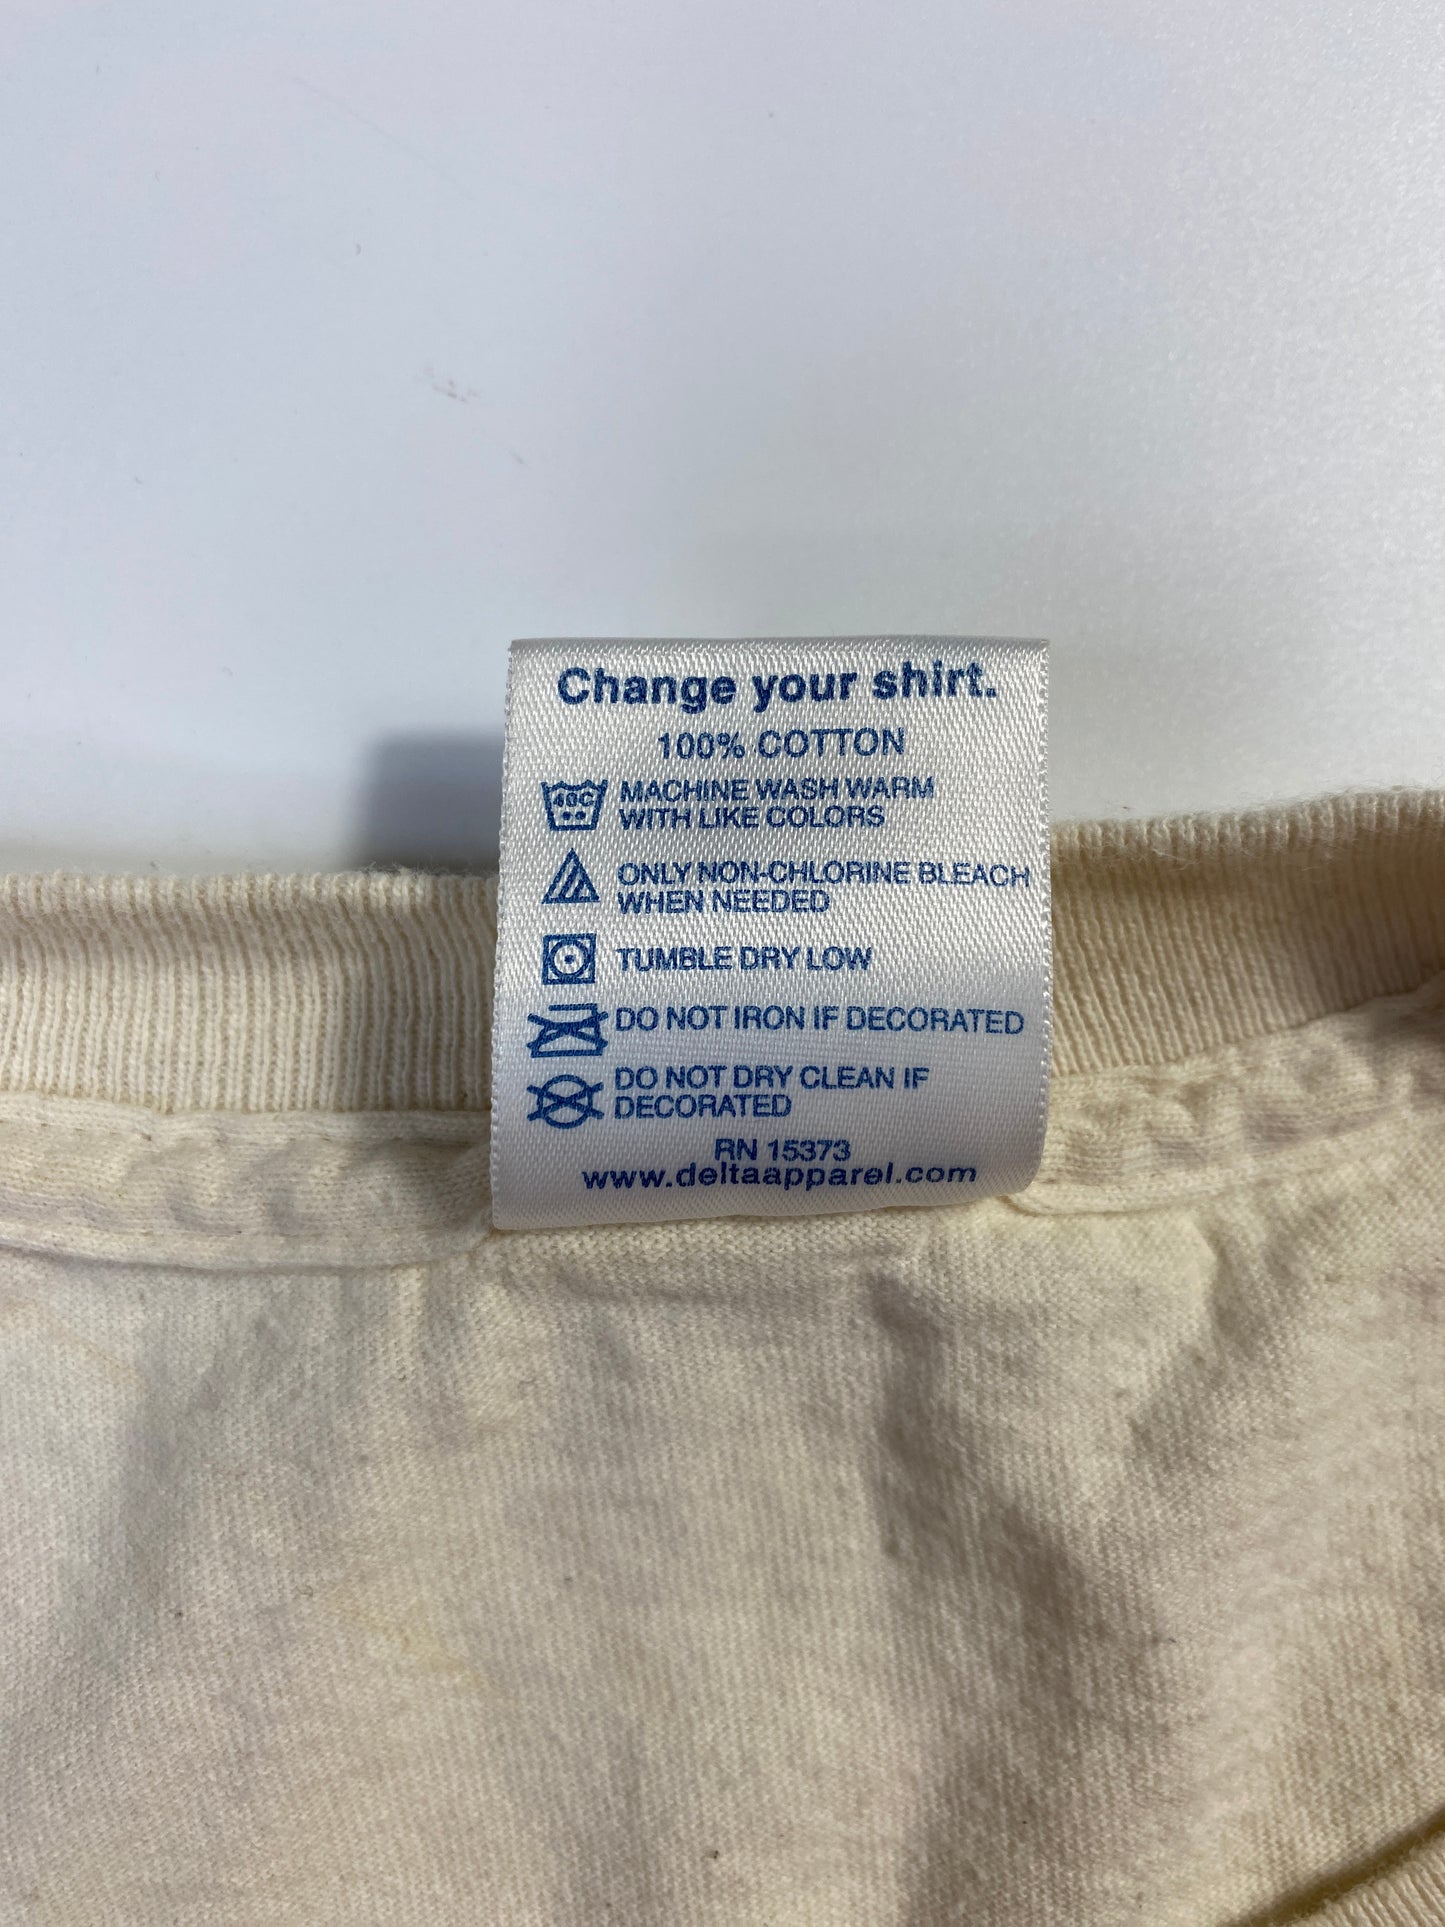 Change your shirt.
100% COTTON
40C
MACHINE WASH WARM
WITH LIKE COLORS
ONLY NON-CHLORINE BLEACH
WHEN NEEDED
TUMBLE DRY LOW
DO NOT IRON IF DECORATED
DO NOT DRY CLEAN IF
DECORATED
RN 15373
www.deltaapparel.com